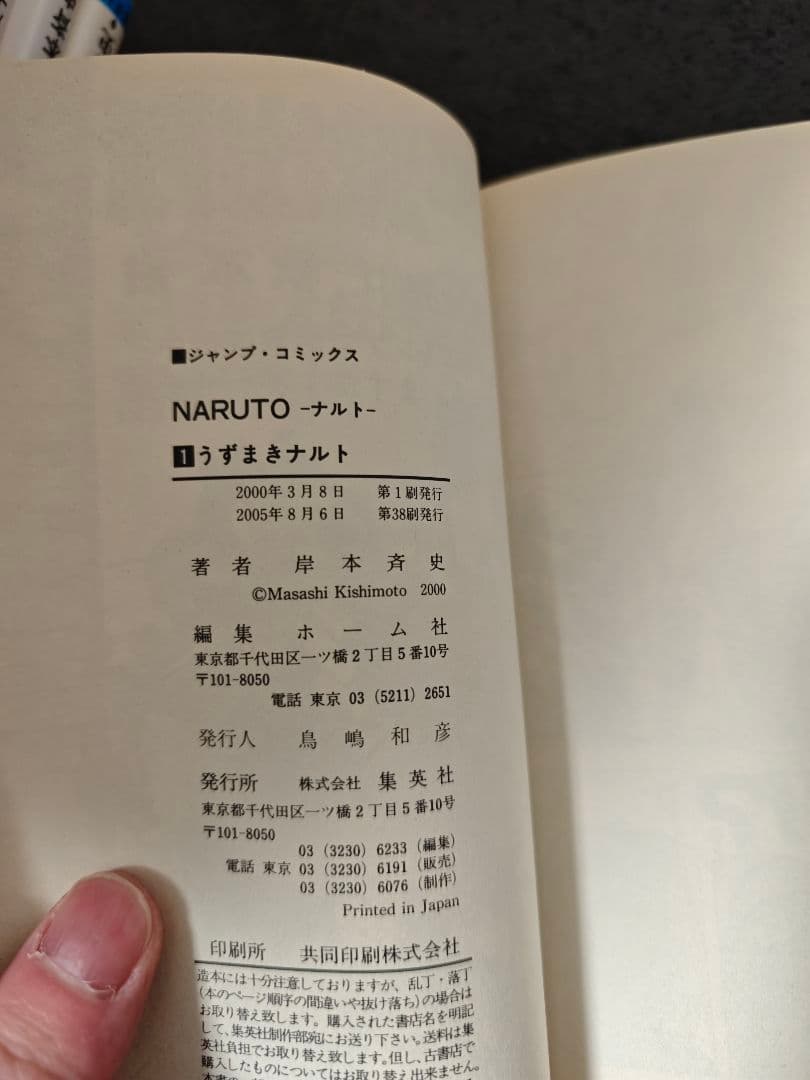 ■ジャンプ・コミックス
NARUTO －ナルト－
1 うずまきナルト
2000年3月8日 第1刷発行
2005年8月6日 第38刷発行
著者 岸本斉史
©Masashi Kishimoto 2000
編集 ホーム社
東京都千代田区一ツ橋2丁目5番10号
〒101-8050
電話 東京 03 (5211) 2651
発行人 鳥嶋和彦
発行所 株式会社 集英社
東京都千代田区一ツ橋2丁目5番10号
〒101-8050
03 (3230) 6233 (編集)
電話 東京 03 (3230) 6191 (販売)
03 (3230) 6076 (制作)
Printed in Japan
印刷所 共同印刷株式会社
造本には十分注意しておりますが、乱丁・落丁
(本のページ順序の間違いや抜け落ち)の場合は
お取り替え致します。購入された書店名を明記
して、集英社制作部宛にお送り下さい。送料は集
英社負担でお取り替え致します。但し、古書店で
購入したものについてはお取り替え出来ません。